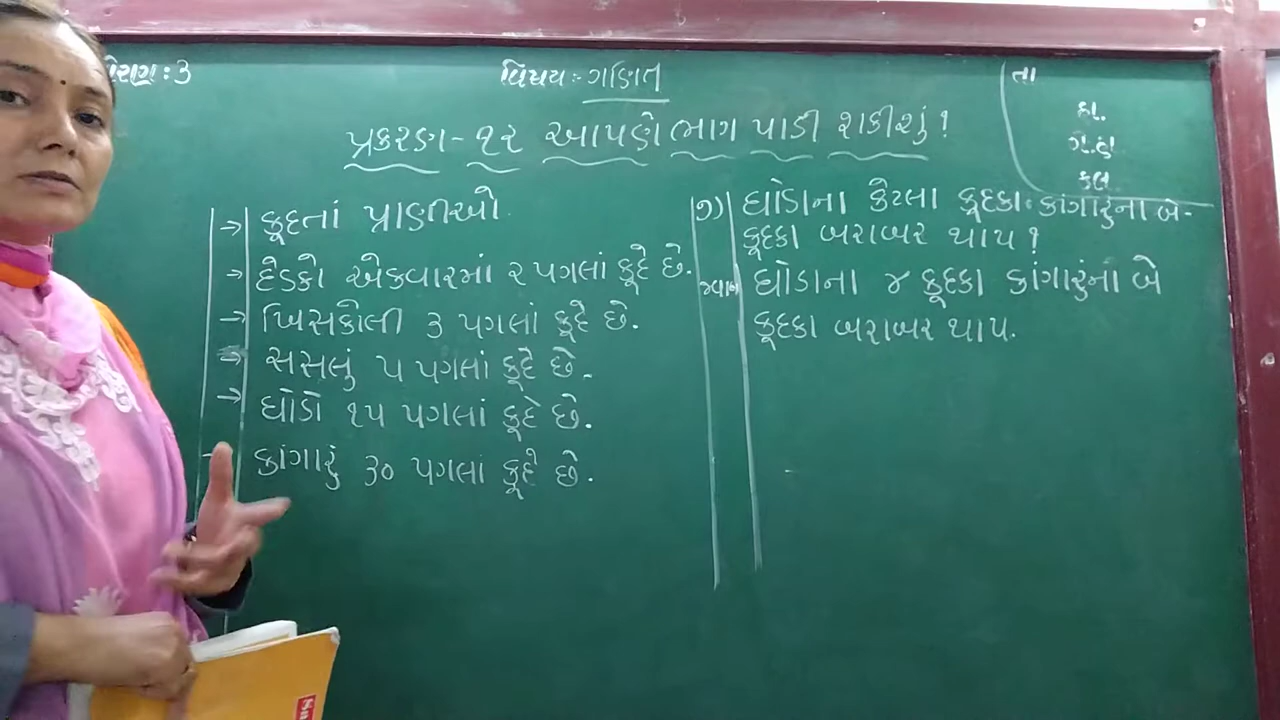 ધોરણ: 3
વિષય:- ગણિત
તા
હા.
ગે.હા
કુલ
પ્રકરણ - ૧૨ આપણે ભાગ પાડી શકીશું!
→ કૂદતાં પ્રાણીઓ.
→ દેડકો એકવારમાં ૨ પગલાં કૂદે છે.
→ ખિસકોલી ૩ પગલાં કૂદે છે.
→ સસલું ૫ પગલાં કૂદે છે.
→ ઘોડો ૧૫ પગલાં કૂદે છે.
→ કાંગારું ૩૦ પગલાં કૂદે છે.
૭) ઘોડાના કેટલા કૂદકા કાંગારુંના બે-
કૂદકા બરાબર થાય?
જવાબ ઘોડાના ૪ કૂદકા કાંગારુંના બે
કૂદકા બરાબર થાય.